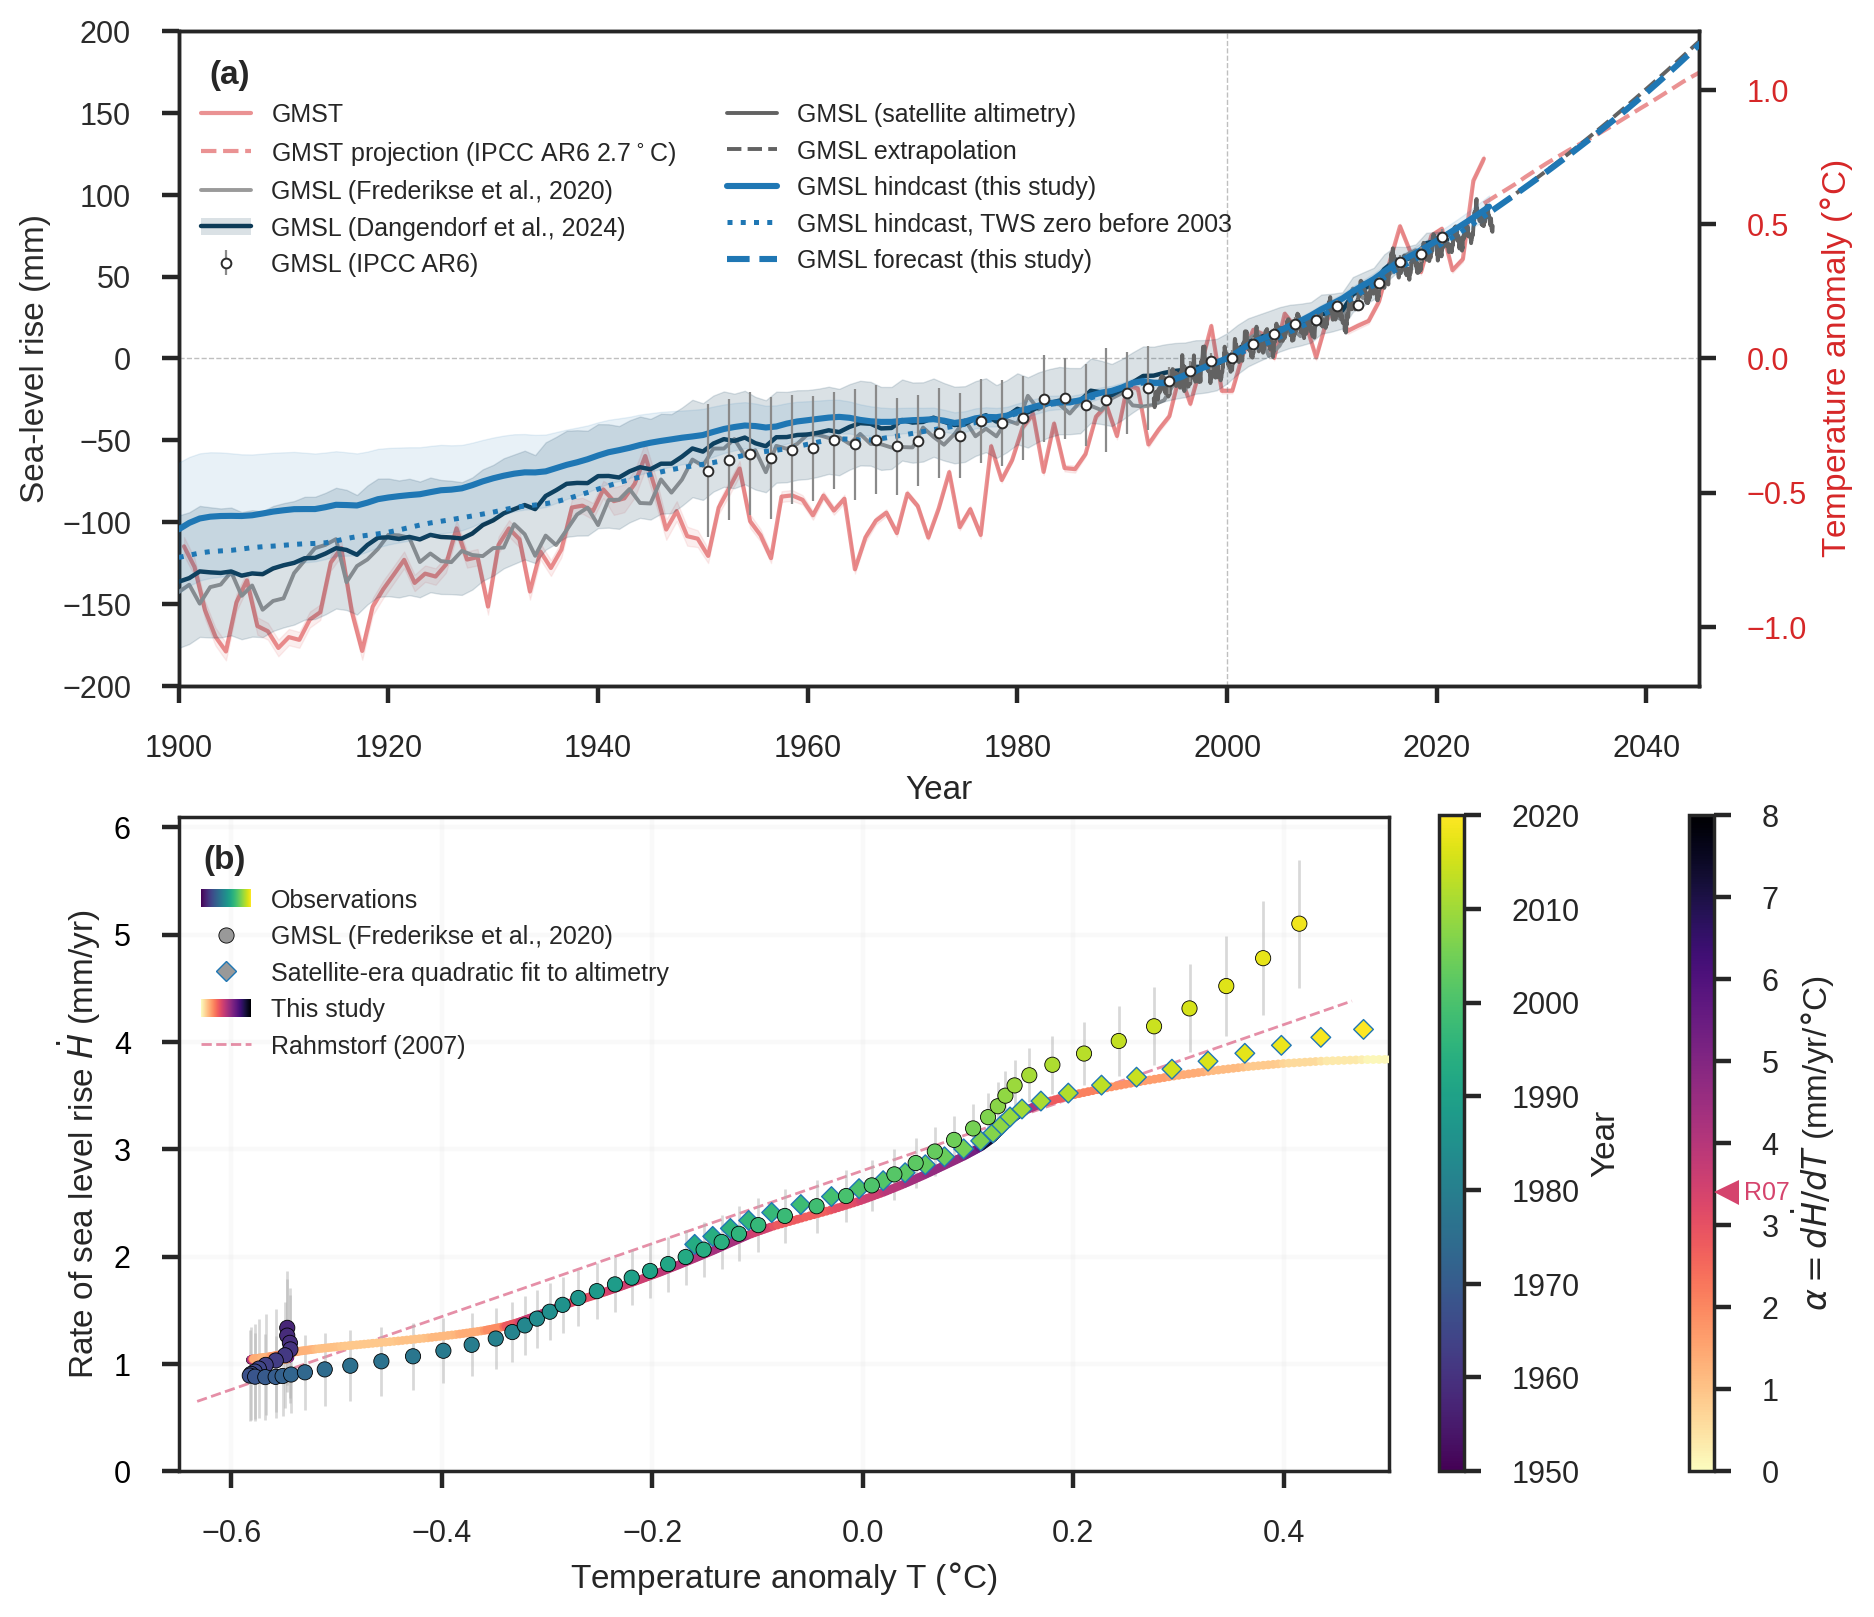 (a)
GMST
GMST projection (IPCC AR6 2.7°C)
GMSL (Frederikse et al., 2020)
GMSL (Dangendorf et al., 2024)
GMSL (IPCC AR6)
GMSL (satellite altimetry)
GMSL extrapolation
GMSL hindcast (this study)
GMSL hindcast, TWS zero before 2003
GMSL forecast (this study)
Sea-level rise (mm)
200
150
100
50
0
−50
−100
−150
−200
Temperature anomaly (°C)
1.0
0.5
0.0
−0.5
−1.0
1900
1920
1940
1960
1980
2000
2020
2040
Year
(b)
Observations
GMSL (Frederikse et al., 2020)
Satellite-era quadratic fit to altimetry
This study
Rahmstorf (2007)
Rate of sea level rise Ḣ (mm/yr)
6
5
4
3
2
1
0
−0.6
−0.4
−0.2
0.0
0.2
0.4
Temperature anomaly T (°C)
2020
2010
2000
1990
1980
1970
1960
1950
Year
8
7
6
5
4
R07
3
2
1
0
α = dḢ/dT (mm/yr/°C)